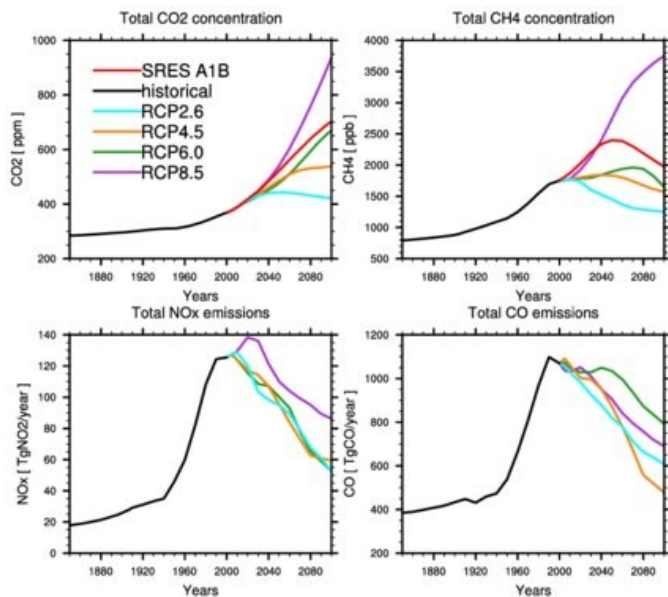 Total CO2 concentration
CO2 [ ppm ]
1000
800
600
400
200
SRES A1B
historical
RCP2.6
RCP4.5
RCP6.0
RCP8.5
1880 1920 1960 2000 2040 2080
Years
Total CH4 concentration
CH4 [ ppb ]
4000
3500
3000
2500
2000
1500
1000
500
1880 1920 1960 2000 2040 2080
Years
Total NOx emissions
NOx [ TgNO2/year ]
140
120
100
80
60
40
20
0
1880 1920 1960 2000 2040 2080
Years
Total CO emissions
CO [ TgCO/year ]
1200
1000
800
600
400
200
1880 1920 1960 2000 2040 2080
Years